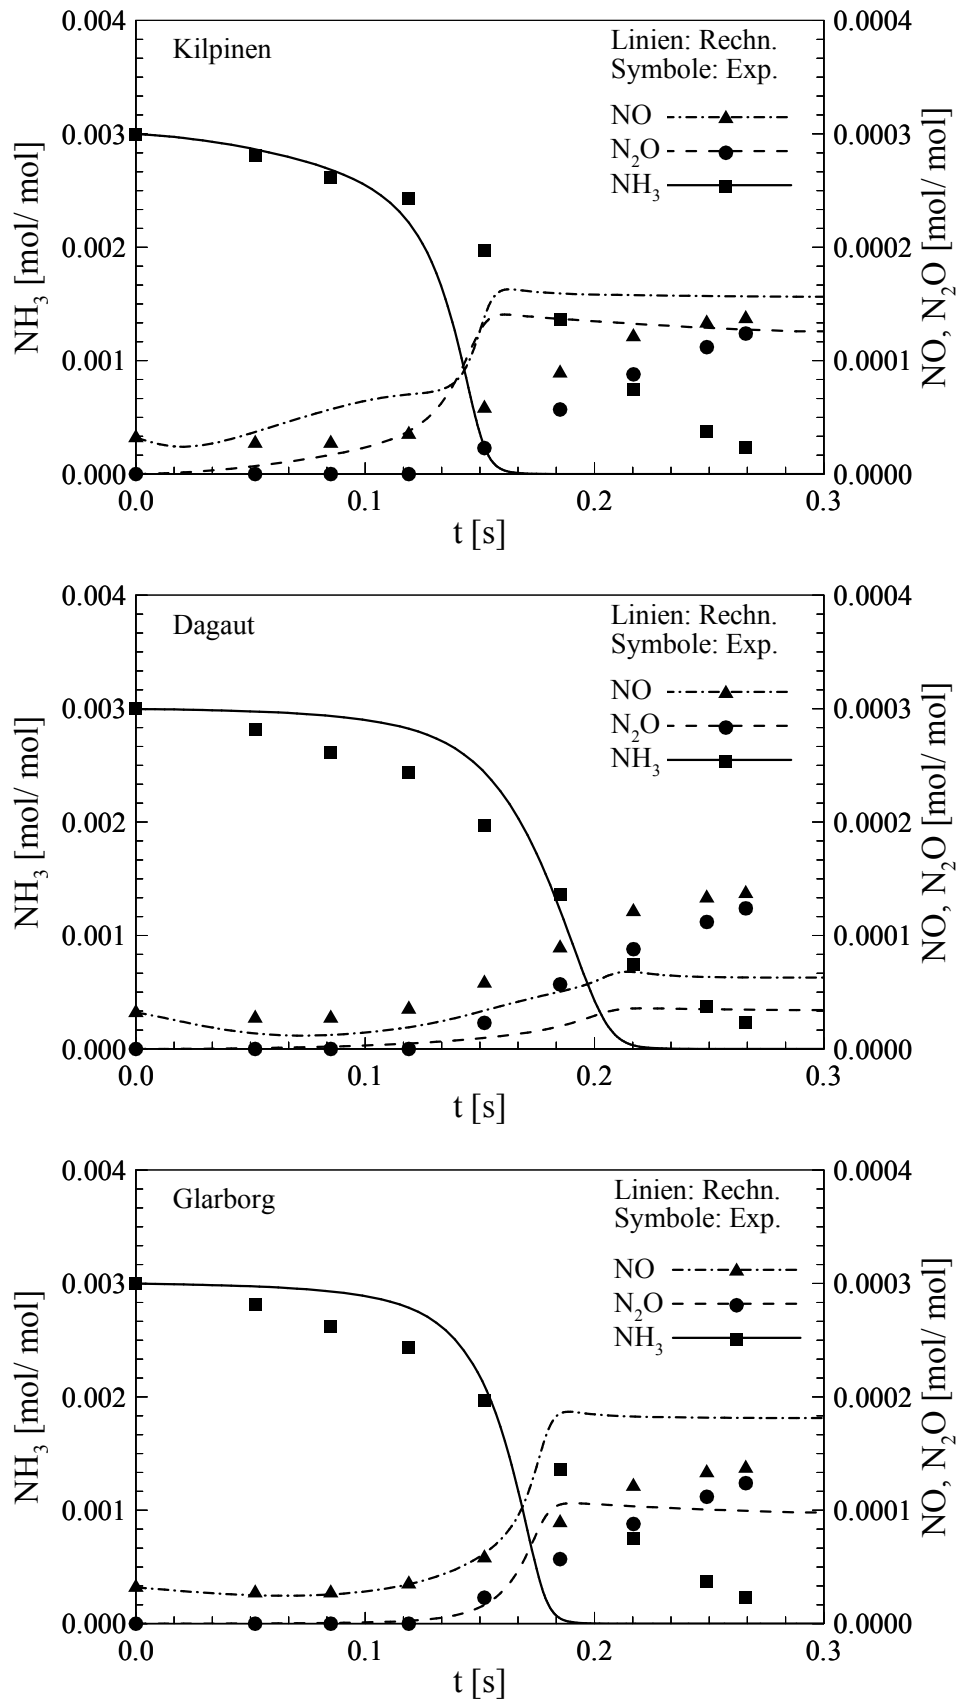 Kilpinen
Linien: Rechn.
Symbole: Exp.
NO
N₂O
NH₃
0.004
0.003
0.002
0.001
0.000
NH₃ [mol/ mol]
0.0004
0.0003
0.0002
0.0001
0.0000
NO, N₂O [mol/ mol]
0.0 0.1 0.2 0.3
t [s]
Dagaut
Linien: Rechn.
Symbole: Exp.
NO
N₂O
NH₃
0.004
0.003
0.002
0.001
0.000
NH₃ [mol/ mol]
0.0004
0.0003
0.0002
0.0001
0.0000
NO, N₂O [mol/ mol]
0.0 0.1 0.2 0.3
t [s]
Glarborg
Linien: Rechn.
Symbole: Exp.
NO
N₂O
NH₃
0.004
0.003
0.002
0.001
0.000
NH₃ [mol/ mol]
0.0004
0.0003
0.0002
0.0001
0.0000
NO, N₂O [mol/ mol]
0.0 0.1 0.2 0.3
t [s]